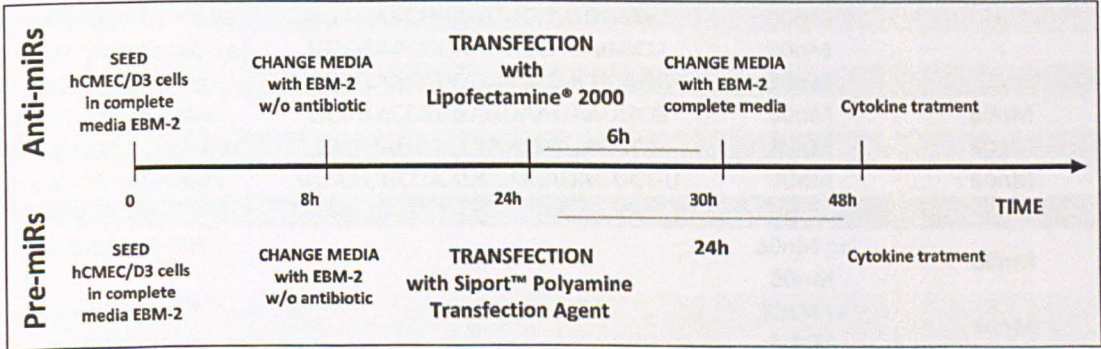 Anti-miRs
SEED
hCMEC/D3 cells
in complete
media EBM-2
CHANGE MEDIA
with EBM-2
w/o antibiotic
TRANSFECTION
with
Lipofectamine® 2000
6h
CHANGE MEDIA
with EBM-2
complete media
Cytokine tratment
0
8h
24h
30h
48h
TIME
Pre-miRs
SEED
hCMEC/D3 cells
in complete
media EBM-2
CHANGE MEDIA
with EBM-2
w/o antibiotic
TRANSFECTION
with Siport™ Polyamine
Transfection Agent
24h
Cytokine tratment